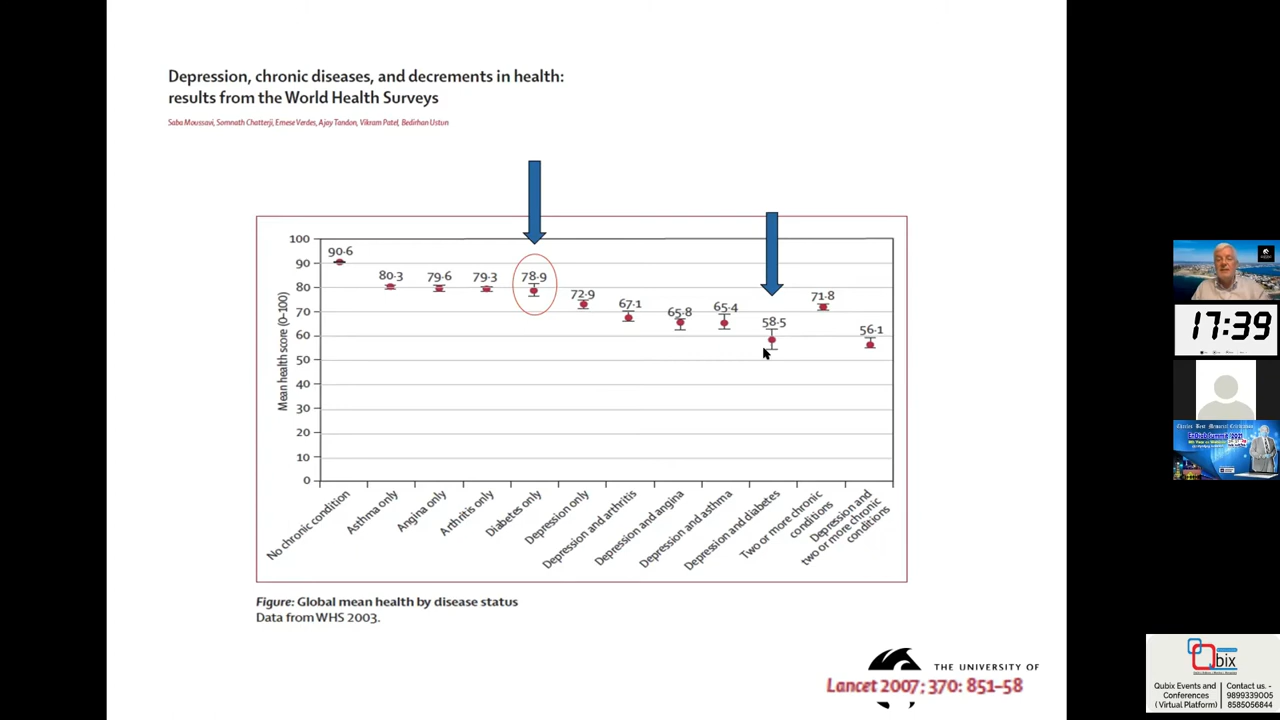 Depression, chronic diseases, and decrements in health:
results from the World Health Surveys
Saba Moussavi, Somnath Chatterji, Emese Verdes, Ajay Tandon, Vikram Patel, Bedirhan Ustun
Mean health score (0–100)
100
90
80
70
60
50
40
30
20
10
0
90·6
80·3
79·6
79·3
78·9
72·9
67·1
65·8
65·4
58·5
71·8
56·1
No chronic condition
Asthma only
Angina only
Arthritis only
Diabetes only
Depression only
Depression and arthritis
Depression and angina
Depression and asthma
Depression and diabetes
Two or more chronic
conditions
Depression and
two or more chronic
conditions
Figure: Global mean health by disease status
Data from WHS 2003.
THE UNIVERSITY OF
Lancet 2007; 370: 851–58
17:39
Charles Best Memorial Celebration
Qbix
Qubix Events and
Conferences
( Virtual Platform)
Contact us. -
9899339005
8585056844